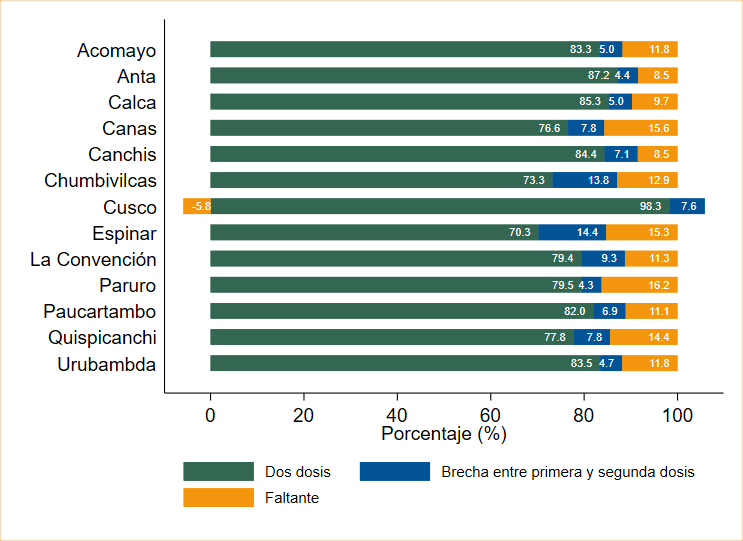 Acomayo 83.3 5.0 11.8
Anta 87.2 4.4 8.5
Calca 85.3 5.0 9.7
Canas 76.6 7.8 15.6
Canchis 84.4 7.1 8.5
Chumbivilcas 73.3 13.8 12.9
Cusco -5.8 98.3 7.6
Espinar 70.3 14.4 15.3
La Convención 79.4 9.3 11.3
Paruro 79.5 4.3 16.2
Paucartambo 82.0 6.9 11.1
Quispicanchi 77.8 7.8 14.4
Urubambda 83.5 4.7 11.8
0 20 40 60 80 100
Porcentaje (%)
Dos dosis Brecha entre primera y segunda dosis
Faltante